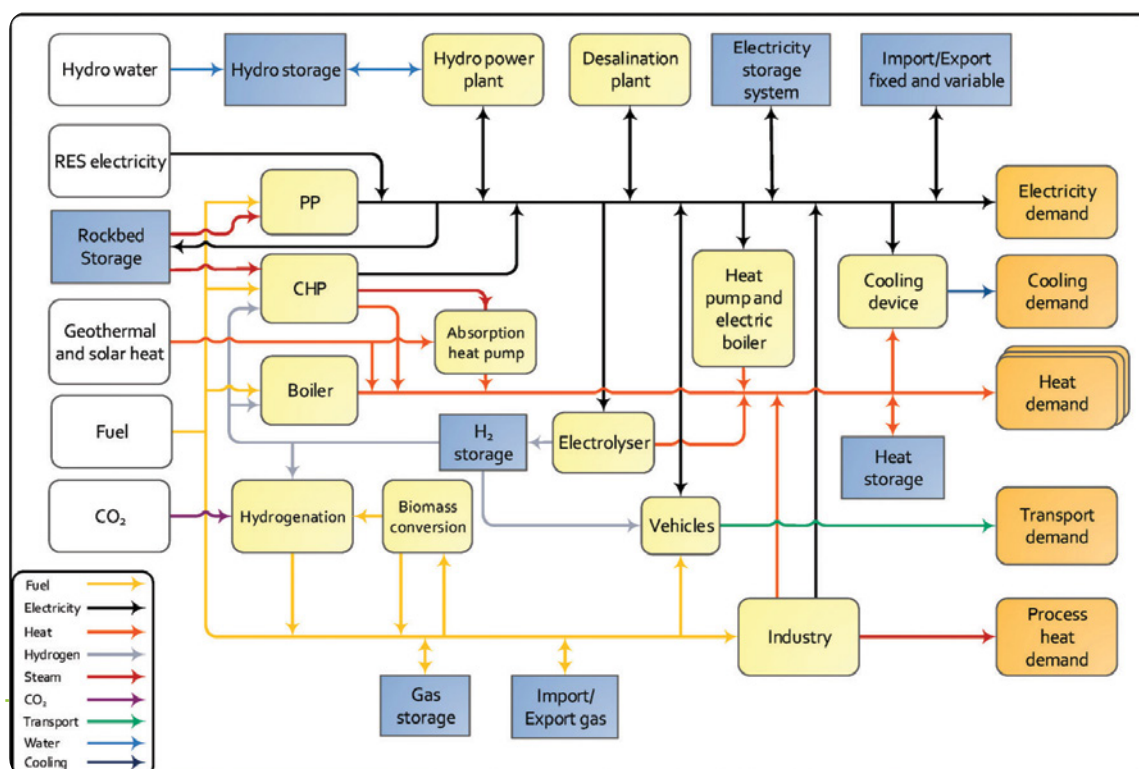 Hydro water
Hydro storage
Hydro power
plant
Desalination
plant
Electricity
storage
system
Import/Export
fixed and variable
RES electricity
PP
Electricity
demand
Rockbed
Storage
CHP
Heat
pump and
electric
boiler
Cooling
device
Cooling
demand
Geothermal
and solar heat
Absorption
heat pump
Boiler
Heat
demand
Fuel
H₂
storage
Electrolyser
Heat
storage
CO₂
Hydrogenation
Biomass
conversion
Vehicles
Transport
demand
Fuel
Electricity
Heat
Hydrogen
Steam
CO₂
Transport
Water
Cooling
Industry
Process
heat
demand
Gas
storage
Import/
Export gas